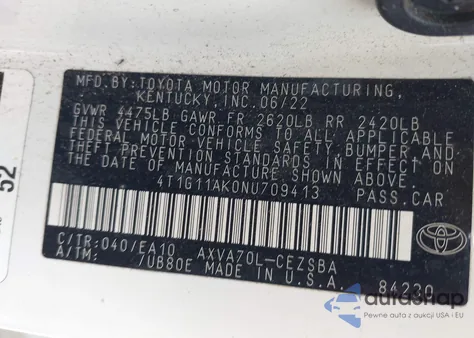 MFD. BY: TOYOTA MOTOR MANUFACTURING,
KENTUCKY, INC. 06/22
GVWR 4475LB GAWR FR 2620LB RR 2420LB
THIS VEHICLE CONFORMS TO ALL APPLICABLE
FEDERAL MOTOR VEHICLE SAFETY, BUMPER, AND
THEFT PREVENTION STANDARDS IN EFFECT ON
THE DATE OF MANUFACTURE SHOWN ABOVE.
4T1G11AK0NU709413 PASS.CAR
C/TR:040/EA10 AXVA70L-CEZSBA
A/TM: /UB80E MADE IN U.S.A. 84230
TOYOTA
52
autosnap
Pewne auta z USA i EU